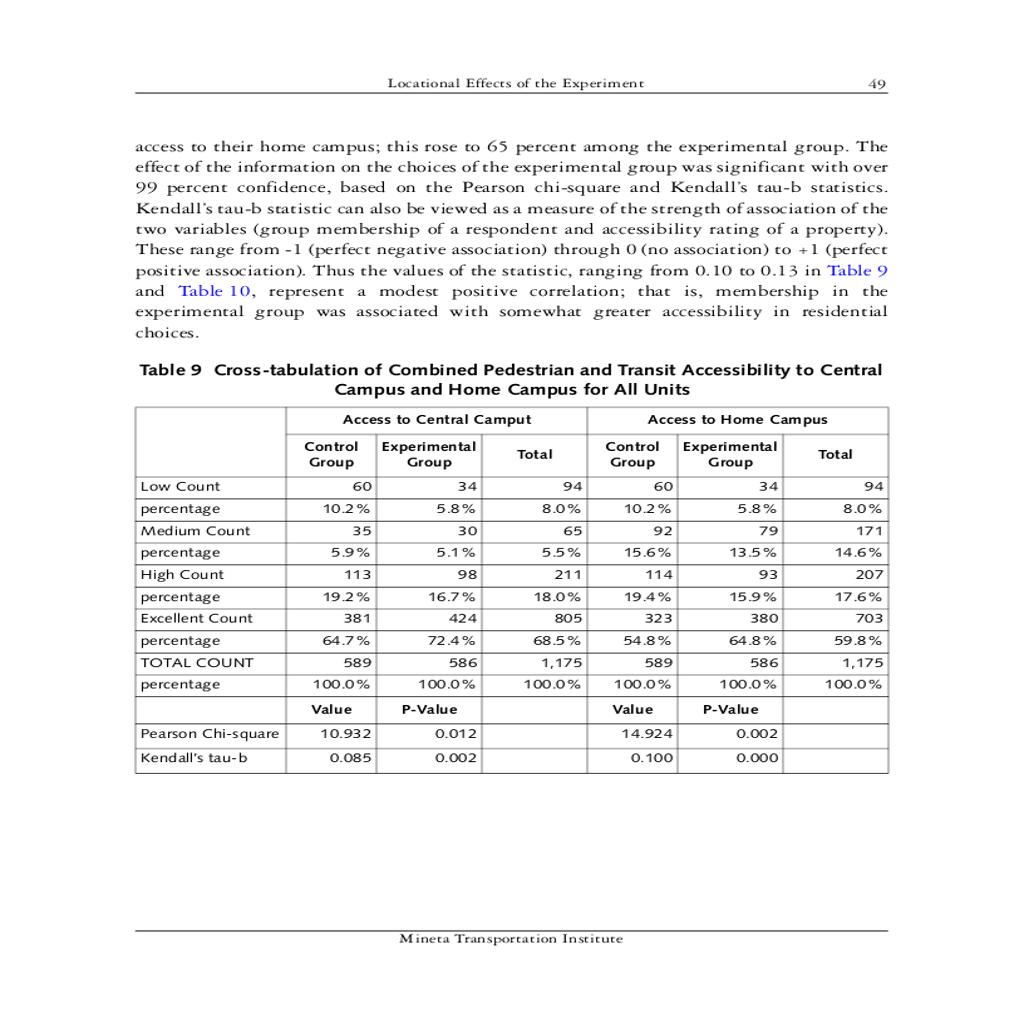 Locational Effects of the Experiment 49
access to their home campus; this rose to 65 percent among the experimental group. The
effect of the information on the choices of the experimental group was significant with over
99 percent confidence, based on the Pearson chi-square and Kendall's tau-b statistics.
Kendall's tau-b statistic can also be viewed as a measure of the strength of association of the
two variables (group membership of a respondent and accessibility rating of a property).
These range from -1 (perfect negative association) through 0 (no association) to +1 (perfect
positive association). Thus the values of the statistic, ranging from 0.10 to 0.13 in Table 9
and Table 10, represent a modest positive correlation; that is, membership in the
experimental group was associated with somewhat greater accessibility in residential
choices.
Table 9 Cross-tabulation of Combined Pedestrian and Transit Accessibility to Central
Campus and Home Campus for All Units
Access to Central Camput Access to Home Campus
Control Group Experimental Group Total Control Group Experimental Group Total
Low Count 60 34 94 60 34 94
percentage 10.2% 5.8% 8.0% 10.2% 5.8% 8.0%
Medium Count 35 30 65 92 79 171
percentage 5.9% 5.1% 5.5% 15.6% 13.5% 14.6%
High Count 113 98 211 114 93 207
percentage 19.2% 16.7% 18.0% 19.4% 15.9% 17.6%
Excellent Count 381 424 805 323 380 703
percentage 64.7% 72.4% 68.5% 54.8% 64.8% 59.8%
TOTAL COUNT 589 586 1,175 589 586 1,175
percentage 100.0% 100.0% 100.0% 100.0% 100.0% 100.0%
Value P-Value Value P-Value
Pearson Chi-square 10.932 0.012 14.924 0.002
Kendall's tau-b 0.085 0.002 0.100 0.000
Mineta Transportation Institute